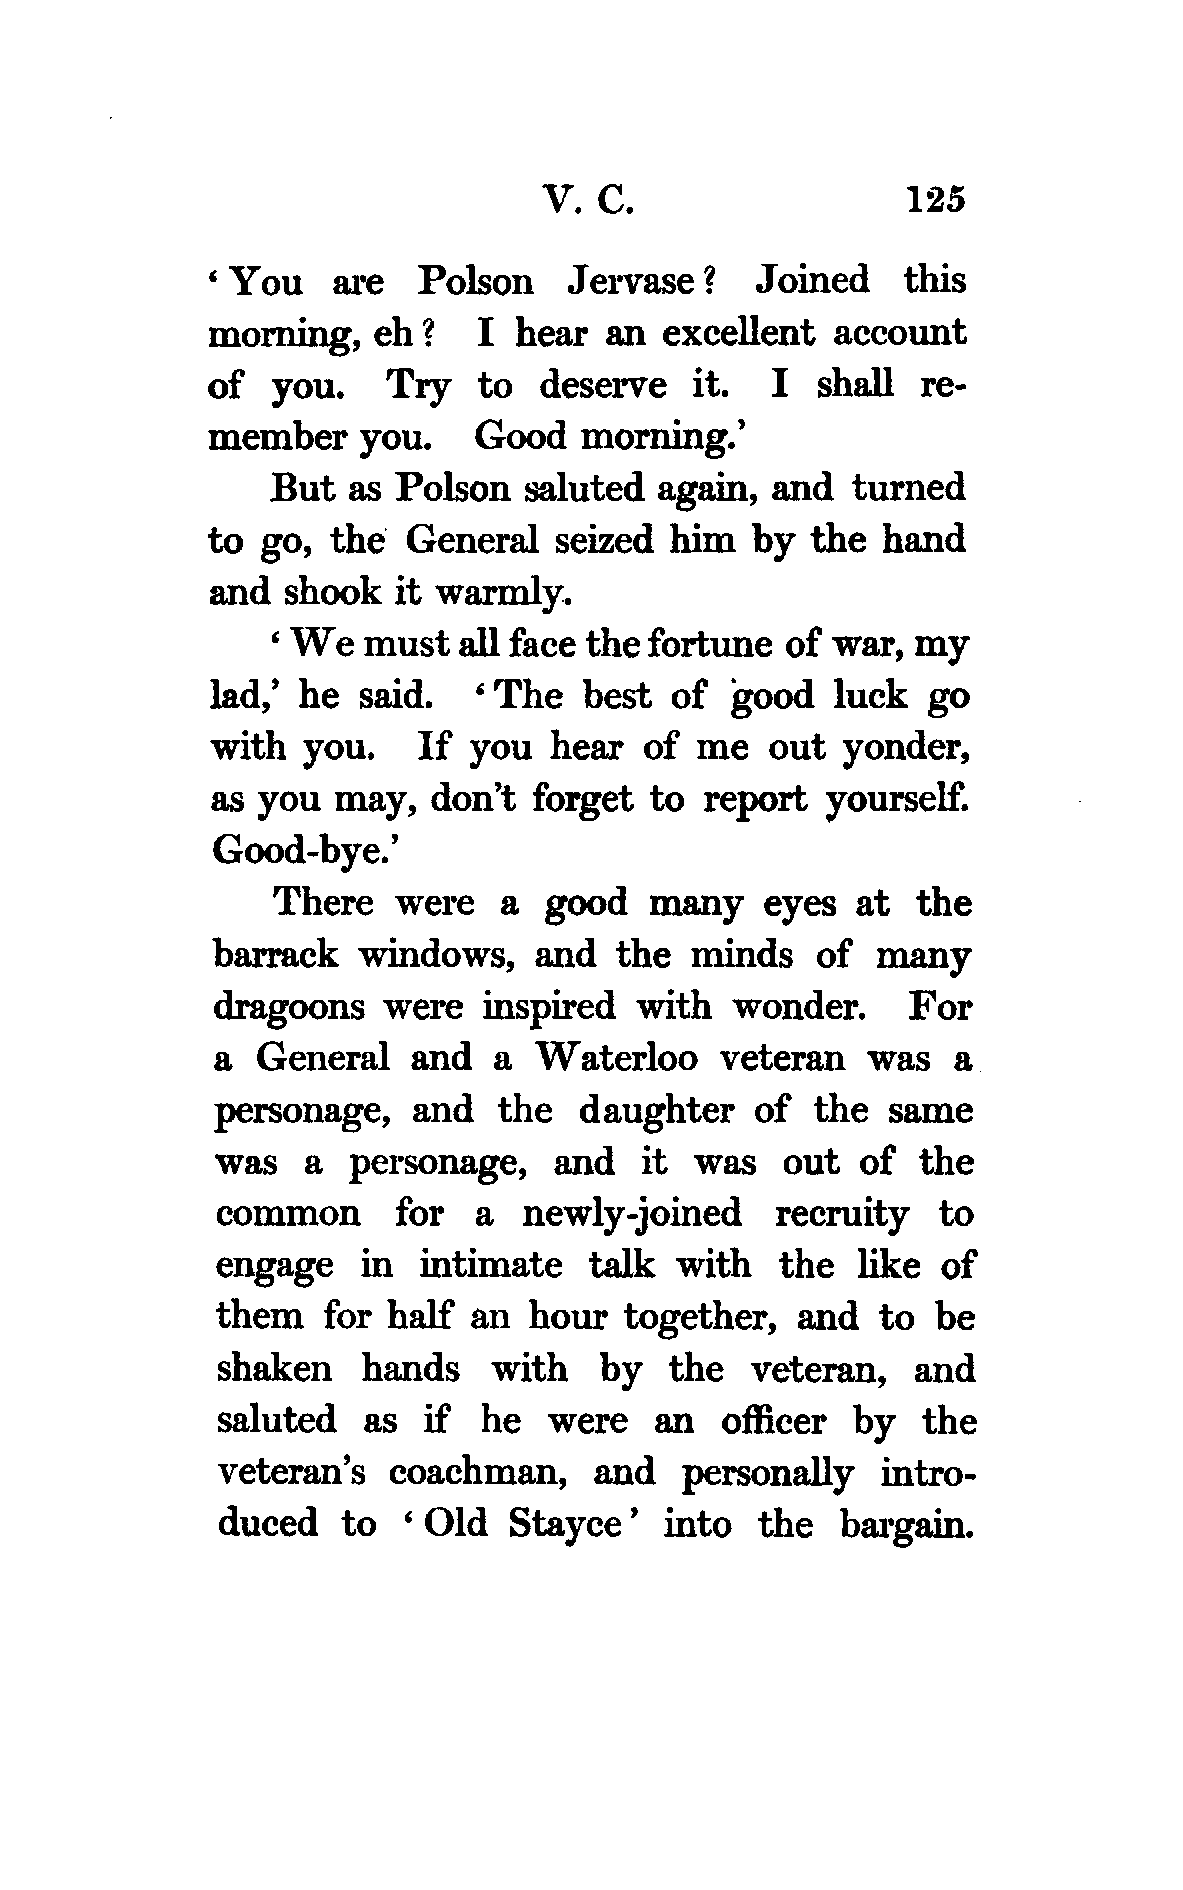 V. C. 125
‘ You are Polson Jervase ? Joined this
morning, eh ? I hear an excellent account
of you. Try to deserve it. I shall re-
member you. Good morning.’
But as Polson saluted again, and turned
to go, the General seized him by the hand
and shook it warmly.
‘ We must all face the fortune of war, my
lad,’ he said. ‘ The best of good luck go
with you. If you hear of me out yonder,
as you may, don’t forget to report yourself.
Good-bye.’
There were a good many eyes at the
barrack windows, and the minds of many
dragoons were inspired with wonder. For
a General and a Waterloo veteran was a
personage, and the daughter of the same
was a personage, and it was out of the
common for a newly-joined recruity to
engage in intimate talk with the like of
them for half an hour together, and to be
shaken hands with by the veteran, and
saluted as if he were an officer by the
veteran’s coachman, and personally intro-
duced to ‘ Old Stayce ’ into the bargain.